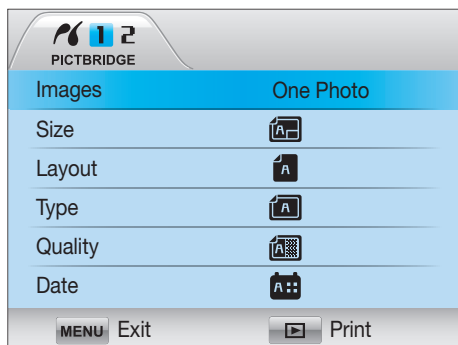 1 2
PICTBRIDGE
Images One Photo
Size A
Layout A
Type A
Quality A
Date A
MENU Exit Print